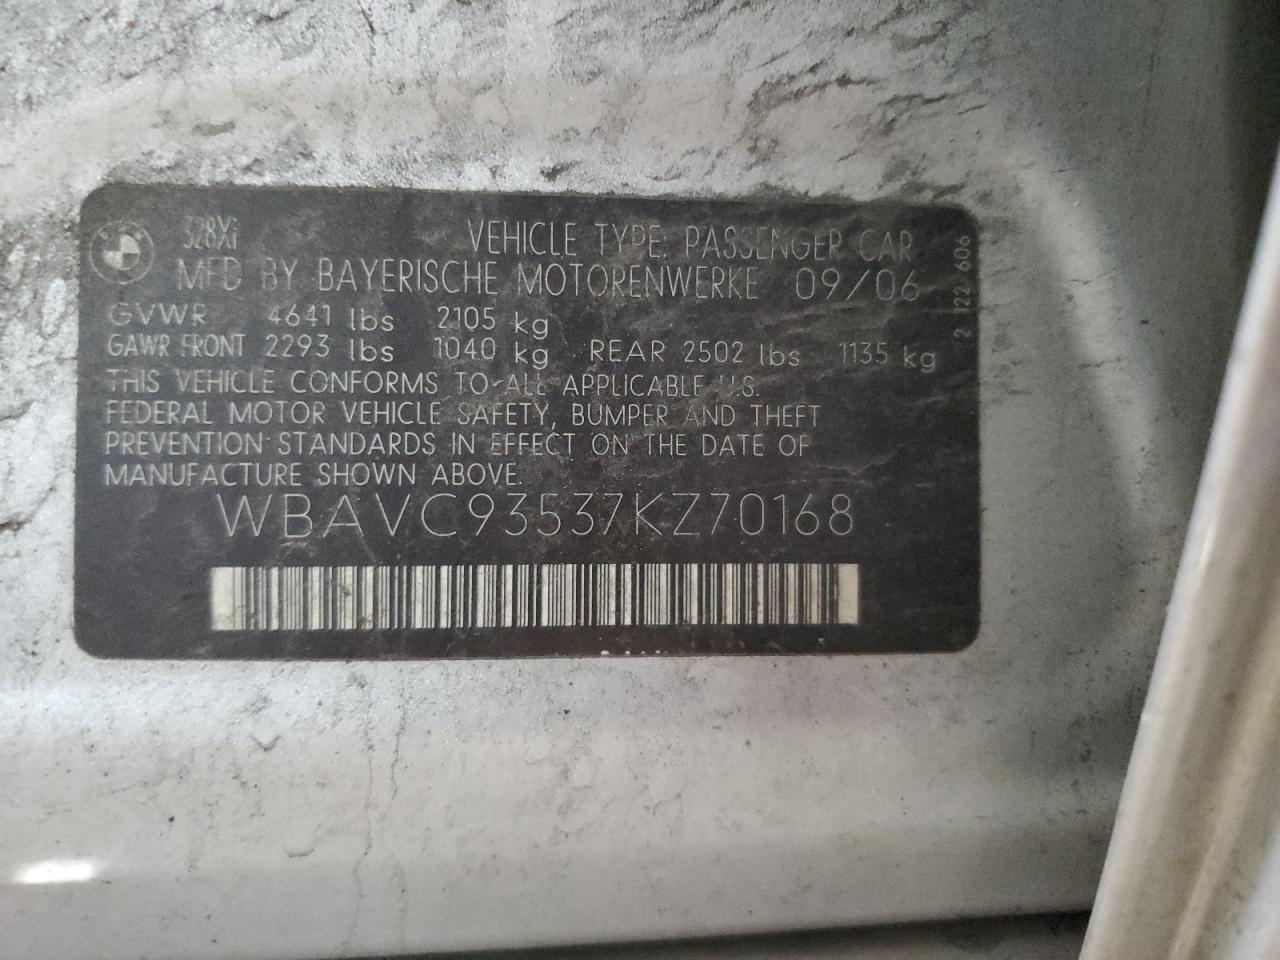 328Xi VEHICLE TYPE: PASSENGER CAR
MFD BY BAYERISCHE MOTORENWERKE 09/06
GVWR 4641 lbs 2105 kg
GAWR FRONT 2293 lbs 1040 kg REAR 2502 lbs 1135 kg
THIS VEHICLE CONFORMS TO ALL APPLICABLE U.S.
FEDERAL MOTOR VEHICLE SAFETY, BUMPER AND THEFT
PREVENTION STANDARDS IN EFFECT ON THE DATE OF
MANUFACTURE SHOWN ABOVE.
WBAVC93537KZ70168
2 122 606